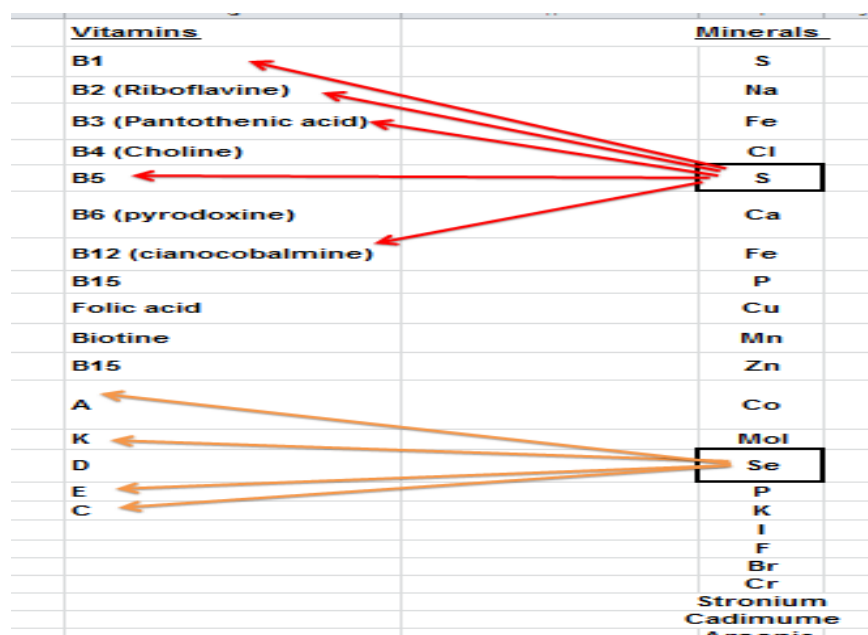 Vitamins Minerals
B1 S
B2 (Riboflavine) Na
B3 (Pantothenic acid) Fe
B4 (Choline) Cl
B5 S
B6 (pyrodoxine) Ca
B12 (cianocobalmine) Fe
B15 P
Folic acid Cu
Biotine Mn
B15 Zn
A Co
K Mol
D Se
E P
C K
I
F
Br
Cr
Stronium
Cadimume